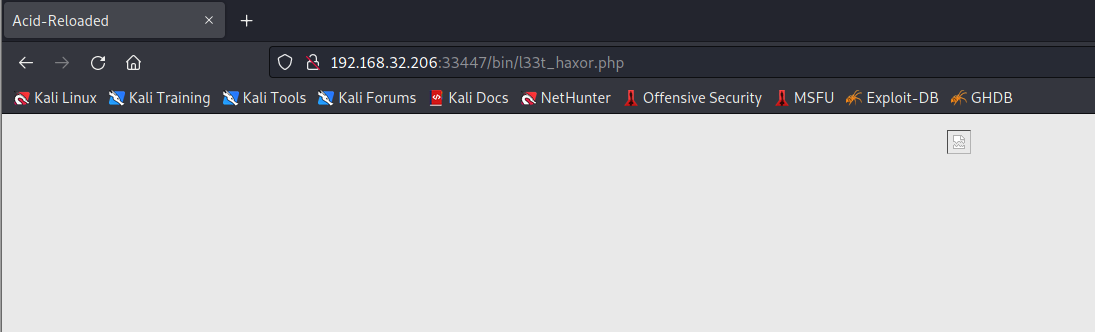 Acid-Reloaded
192.168.32.206:33447/bin/l33t_haxor.php
Kali Linux Kali Training Kali Tools Kali Forums Kali Docs NetHunter Offensive Security MSFU Exploit-DB GHDB